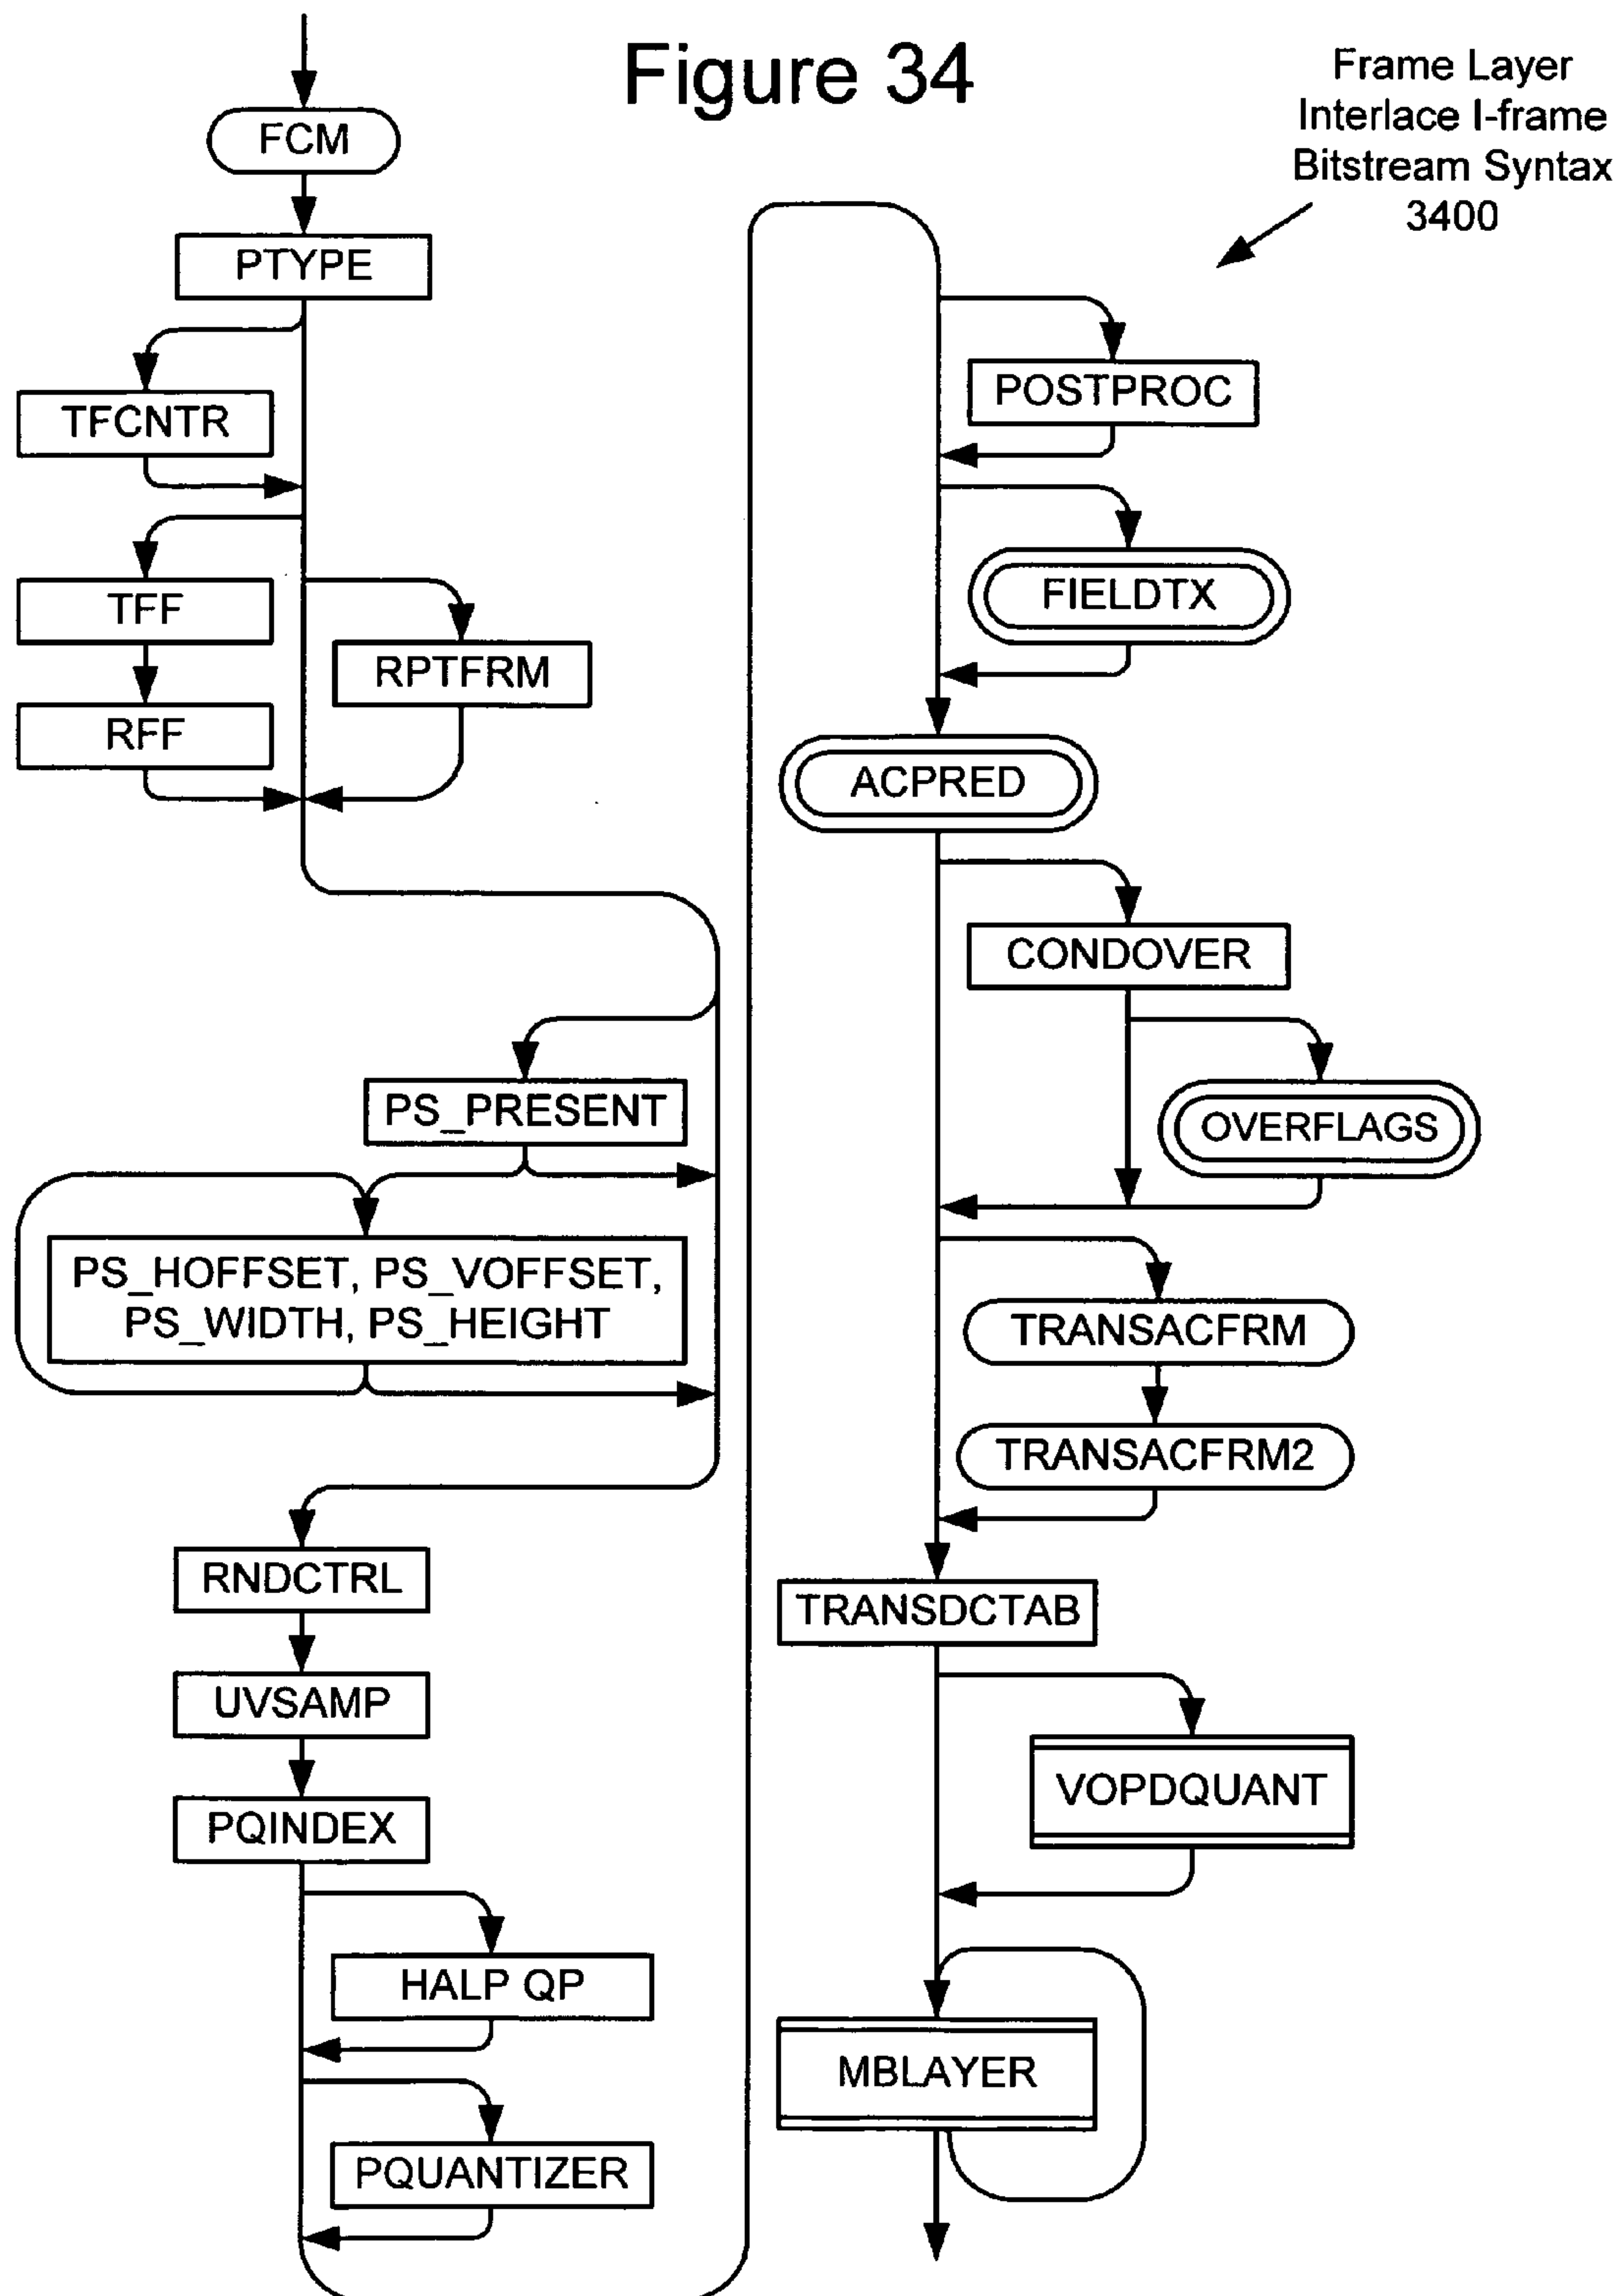 Figure 34
Frame Layer
Interlace I-frame
Bitstream Syntax
3400
FCM
PTYPE
TFCNTR
TFF
RPTFRM
RFF
PS_PRESENT
PS_HOFFSET, PS_VOFFSET,
PS_WIDTH, PS_HEIGHT
RNDCTRL
UVSAMP
PQINDEX
HALP QP
PQUANTIZER
POSTPROC
FIELDTX
ACPRED
CONDOVER
OVERFLAGS
TRANSACFRM
TRANSACFRM2
TRANSDCTAB
VOPDQUANT
MBLAYER